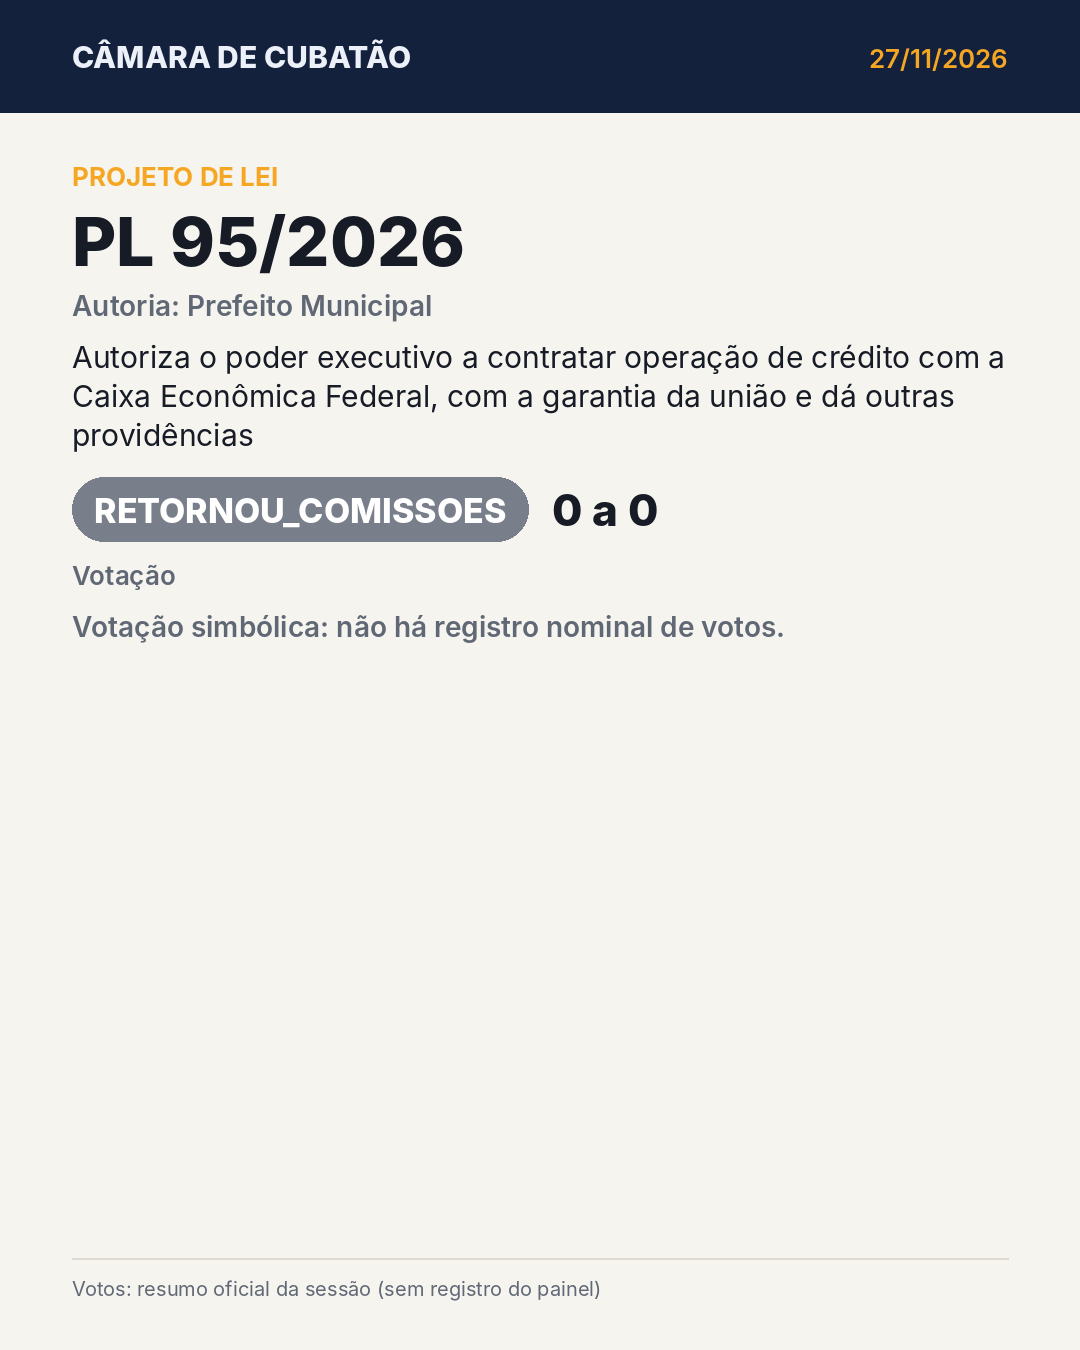 CÂMARA DE CUBATÃO
27/11/2026
PROJETO DE LEI
PL 95/2026
Autoria: Prefeito Municipal
Autoriza o poder executivo a contratar operação de crédito com a
Caixa Econômica Federal, com a garantia da união e dá outras
providências
RETORNOU_COMISSOES
0 a 0
Votação
Votação simbólica: não há registro nominal de votos.
Votos: resumo oficial da sessão (sem registro do painel)